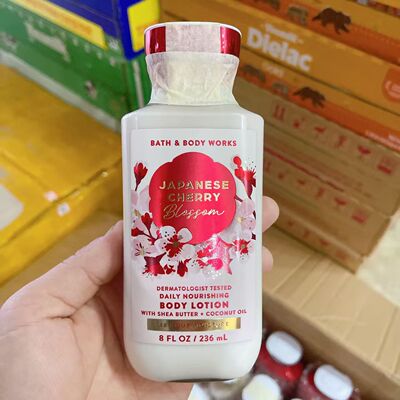 BATH & BODY WORKS
JAPANESE
CHERRY
Blossom
DERMATOLOGIST TESTED
DAILY NOURISHING
BODY LOTION
WITH SHEA BUTTER + COCONUT OIL
8 FL OZ / 236 mL
Dielac